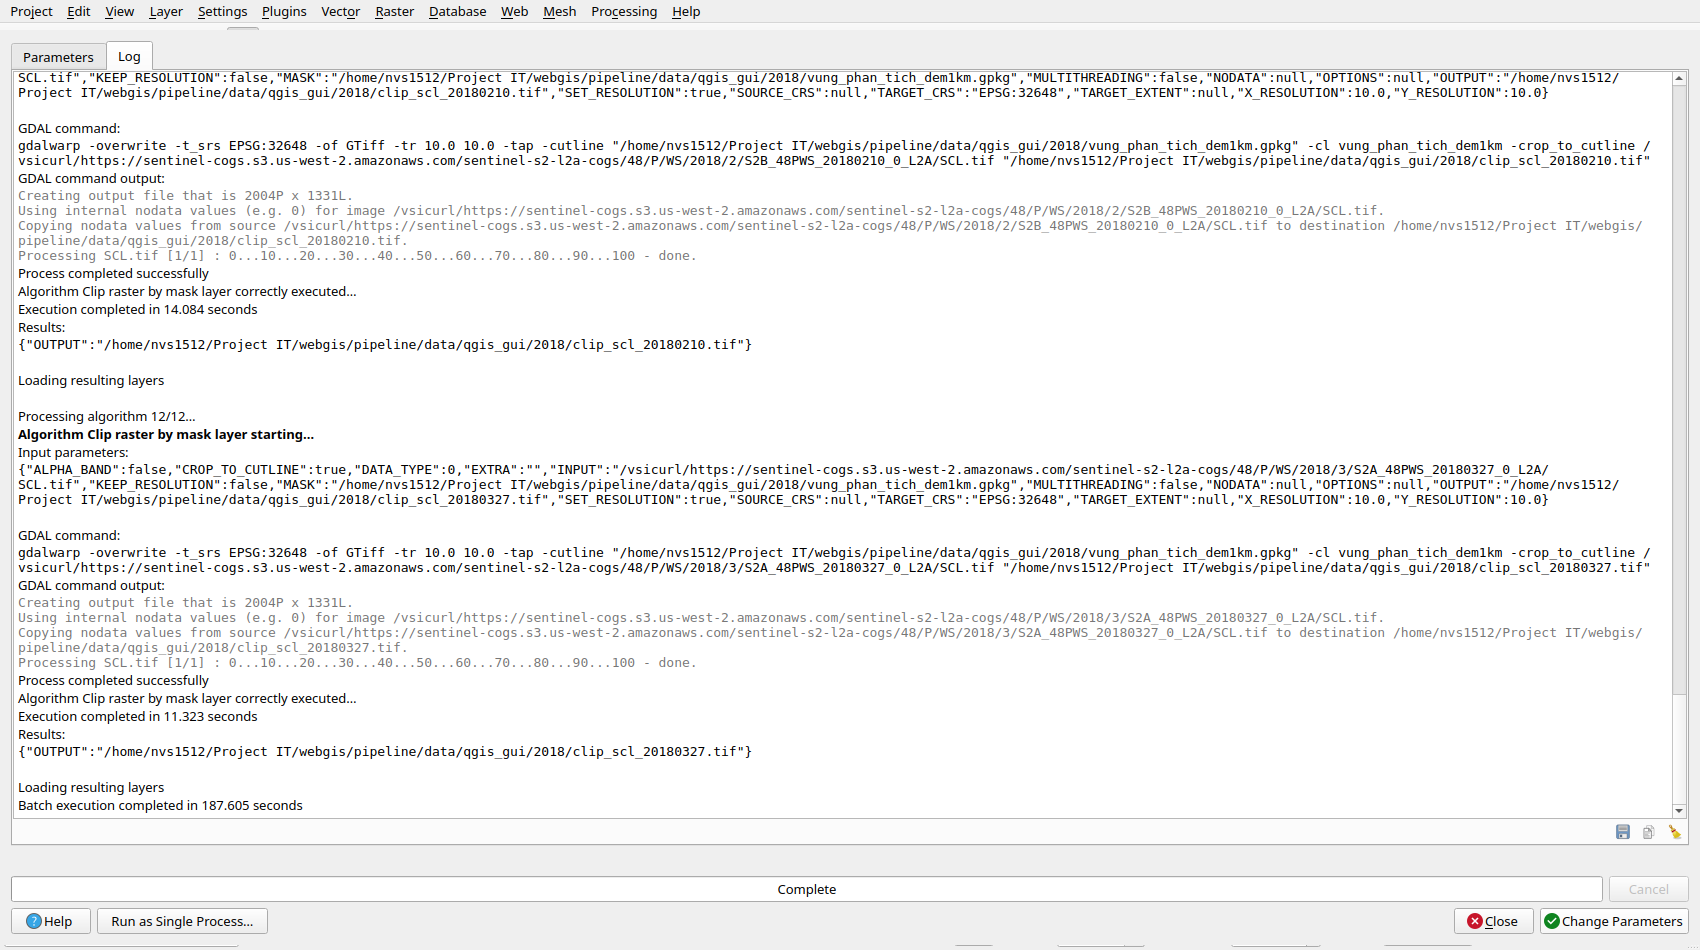 Project Edit View Layer Settings Plugins Vector Raster Database Web Mesh Processing Help
Parameters Log
SCL.tif","KEEP_RESOLUTION":false,"MASK":"/home/nvs1512/Project IT/webgis/pipeline/data/qgis_gui/2018/vung_phan_tich_dem1km.gpkg","MULTITHREADING":false,"NODATA":null,"OPTIONS":null,"OUTPUT":"/home/nvs1512/
Project IT/webgis/pipeline/data/qgis_gui/2018/clip_scl_20180210.tif","SET_RESOLUTION":true,"SOURCE_CRS":null,"TARGET_CRS":"EPSG:32648","TARGET_EXTENT":null,"X_RESOLUTION":10.0,"Y_RESOLUTION":10.0}
GDAL command:
gdalwarp -overwrite -t_srs EPSG:32648 -of GTiff -tr 10.0 10.0 -tap -cutline "/home/nvs1512/Project IT/webgis/pipeline/data/qgis_gui/2018/vung_phan_tich_dem1km.gpkg" -cl vung_phan_tich_dem1km -crop_to_cutline /
vsicurl/https://sentinel-cogs.s3.us-west-2.amazonaws.com/sentinel-s2-l2a-cogs/48/P/WS/2018/2/S2B_48PWS_20180210_0_L2A/SCL.tif "/home/nvs1512/Project IT/webgis/pipeline/data/qgis_gui/2018/clip_scl_20180210.tif"
GDAL command output:
Creating output file that is 2004P x 1331L.
Using internal nodata values (e.g. 0) for image /vsicurl/https://sentinel-cogs.s3.us-west-2.amazonaws.com/sentinel-s2-l2a-cogs/48/P/WS/2018/2/S2B_48PWS_20180210_0_L2A/SCL.tif.
Copying nodata values from source /vsicurl/https://sentinel-cogs.s3.us-west-2.amazonaws.com/sentinel-s2-l2a-cogs/48/P/WS/2018/2/S2B_48PWS_20180210_0_L2A/SCL.tif to destination /home/nvs1512/Project IT/webgis/
pipeline/data/qgis_gui/2018/clip_scl_20180210.tif.
Processing SCL.tif [1/1] : 0...10...20...30...40...50...60...70...80...90...100 - done.
Process completed successfully
Algorithm Clip raster by mask layer correctly executed…
Execution completed in 14.084 seconds
Results:
{"OUTPUT":"/home/nvs1512/Project IT/webgis/pipeline/data/qgis_gui/2018/clip_scl_20180210.tif"}
Loading resulting layers
Processing algorithm 12/12…
Algorithm Clip raster by mask layer starting…
Input parameters:
{"ALPHA_BAND":false,"CROP_TO_CUTLINE":true,"DATA_TYPE":0,"EXTRA":"","INPUT":"/vsicurl/https://sentinel-cogs.s3.us-west-2.amazonaws.com/sentinel-s2-l2a-cogs/48/P/WS/2018/3/S2A_48PWS_20180327_0_L2A/
SCL.tif","KEEP_RESOLUTION":false,"MASK":"/home/nvs1512/Project IT/webgis/pipeline/data/qgis_gui/2018/vung_phan_tich_dem1km.gpkg","MULTITHREADING":false,"NODATA":null,"OPTIONS":null,"OUTPUT":"/home/nvs1512/
Project IT/webgis/pipeline/data/qgis_gui/2018/clip_scl_20180327.tif","SET_RESOLUTION":true,"SOURCE_CRS":null,"TARGET_CRS":"EPSG:32648","TARGET_EXTENT":null,"X_RESOLUTION":10.0,"Y_RESOLUTION":10.0}
GDAL command:
gdalwarp -overwrite -t_srs EPSG:32648 -of GTiff -tr 10.0 10.0 -tap -cutline "/home/nvs1512/Project IT/webgis/pipeline/data/qgis_gui/2018/vung_phan_tich_dem1km.gpkg" -cl vung_phan_tich_dem1km -crop_to_cutline /
vsicurl/https://sentinel-cogs.s3.us-west-2.amazonaws.com/sentinel-s2-l2a-cogs/48/P/WS/2018/3/S2A_48PWS_20180327_0_L2A/SCL.tif "/home/nvs1512/Project IT/webgis/pipeline/data/qgis_gui/2018/clip_scl_20180327.tif"
GDAL command output:
Creating output file that is 2004P x 1331L.
Using internal nodata values (e.g. 0) for image /vsicurl/https://sentinel-cogs.s3.us-west-2.amazonaws.com/sentinel-s2-l2a-cogs/48/P/WS/2018/3/S2A_48PWS_20180327_0_L2A/SCL.tif.
Copying nodata values from source /vsicurl/https://sentinel-cogs.s3.us-west-2.amazonaws.com/sentinel-s2-l2a-cogs/48/P/WS/2018/3/S2A_48PWS_20180327_0_L2A/SCL.tif to destination /home/nvs1512/Project IT/webgis/
pipeline/data/qgis_gui/2018/clip_scl_20180327.tif.
Processing SCL.tif [1/1] : 0...10...20...30...40...50...60...70...80...90...100 - done.
Process completed successfully
Algorithm Clip raster by mask layer correctly executed…
Execution completed in 11.323 seconds
Results:
{"OUTPUT":"/home/nvs1512/Project IT/webgis/pipeline/data/qgis_gui/2018/clip_scl_20180327.tif"}
Loading resulting layers
Batch execution completed in 187.605 seconds
Complete Cancel
Help Run as Single Process… Close Change Parameters